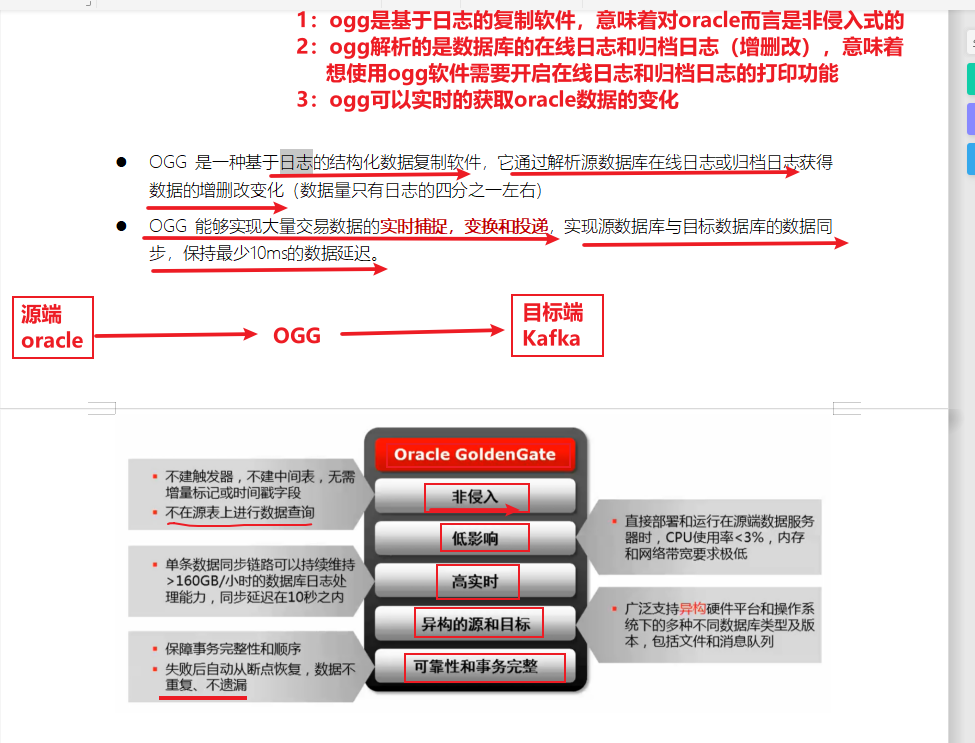 1：ogg是基于日志的复制软件，意味着对oracle而言是非侵入式的
2：ogg解析的是数据库的在线日志和归档日志（增删改），意味着
想使用ogg软件需要开启在线日志和归档日志的打印功能
3：ogg可以实时的获取oracle数据的变化
● OGG 是一种基于日志的结构化数据复制软件，它通过解析源数据库在线日志或归档日志获得
数据的增删改变化（数据量只有日志的四分之一左右）
● OGG 能够实现大量交易数据的实时捕捉，变换和投递，实现源数据库与目标数据库的数据同
步，保持最少10ms的数据延迟。
源端
oracle
OGG
目标端
Kafka
Oracle GoldenGate
不建触发器，不建中间表，无需
增量标记或时间戳字段
不在源表上进行数据查询
非侵入
低影响
直接部署和运行在源端数据服务
器时，CPU使用率<3%，内存
和网络带宽要求极低
单条数据同步链路可以持续维持
>160GB/小时的数据库日志处
理能力，同步延迟在10秒之内
高实时
异构的源和目标
广泛支持异构硬件平台和操作系
统下的多种不同数据库类型及版
本，包括文件和消息队列
保障事务完整性和顺序
失败后自动从断点恢复，数据不
重复、不遗漏
可靠性和事务完整